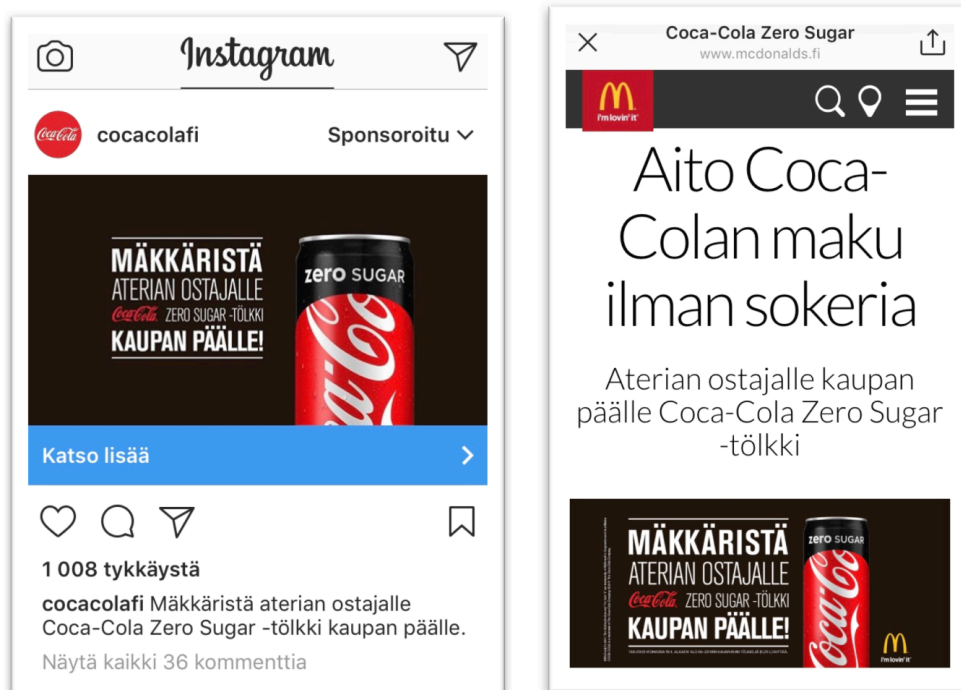 Instagram
Coca-Cola
cocacolafi
Sponsoroitu
MÄKKÄRISTÄ
ATERIAN OSTAJALLE
Coca-Cola ZERO SUGAR -TÖLKKI
KAUPAN PÄÄLLE!
zero SUGAR
Coca-Co
Katso lisää
1 008 tykkäystä
cocacolafi Mäkkäristä aterian ostajalle
Coca-Cola Zero Sugar -tölkki kaupan päälle.
Näytä kaikki 36 kommenttia
Coca-Cola Zero Sugar
www.mcdonalds.fi
i'm lovin' it
Aito Coca-
Colan maku
ilman sokeria
Aterian ostajalle kaupan
päälle Coca-Cola Zero Sugar
-tölkki
MÄKKÄRISTÄ
ATERIAN OSTAJALLE
Coca-Cola ZERO SUGAR -TÖLKKI
KAUPAN PÄÄLLE!
zero SUGAR
Coca-Co
i'm lovin' it